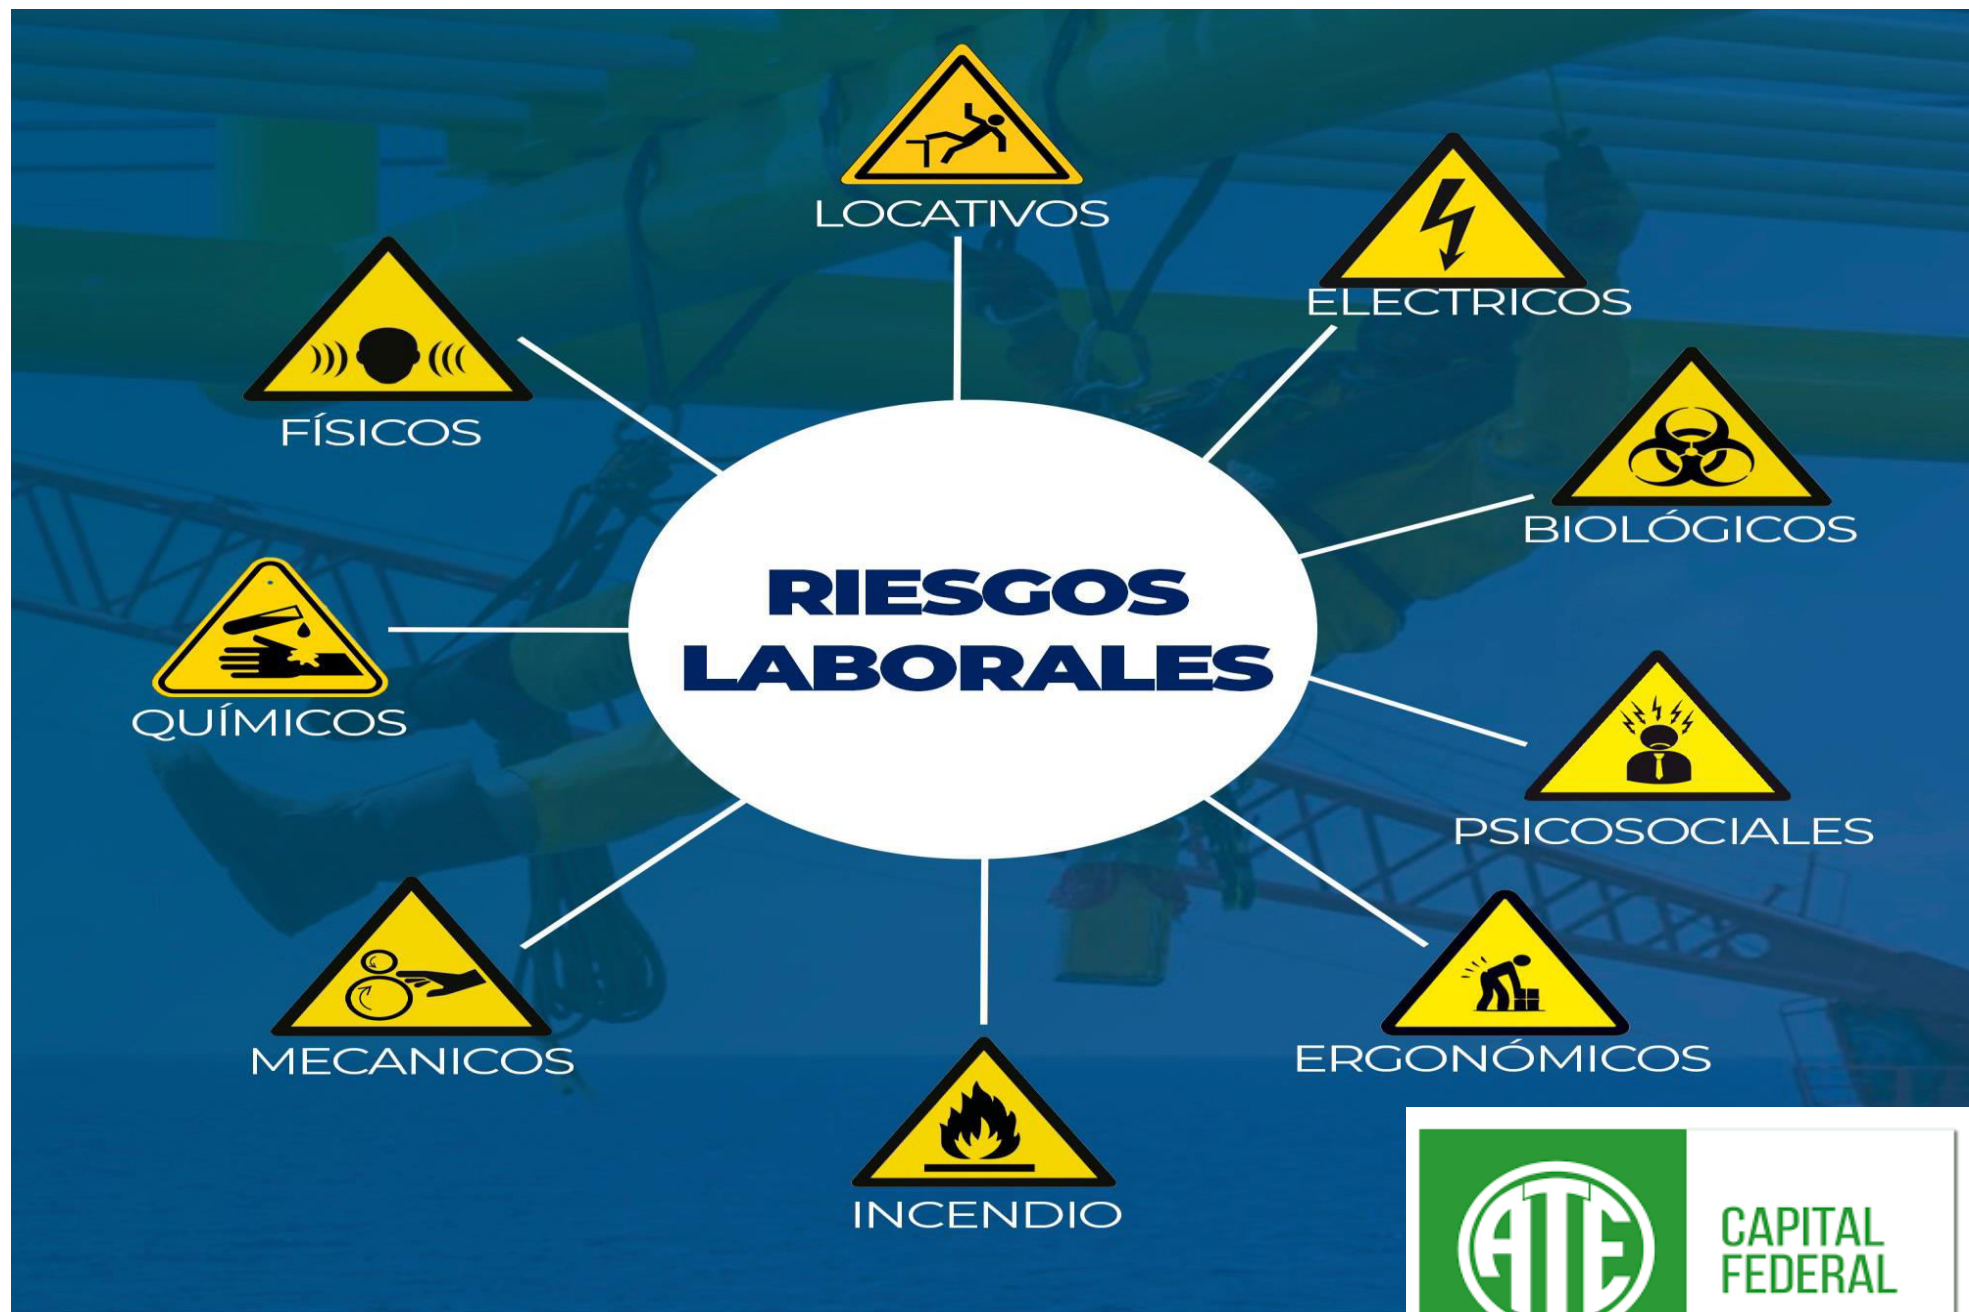 LOCATIVOS
ELECTRICOS
FÍSICOS
BIOLÓGICOS
RIESGOS
LABORALES
QUÍMICOS
PSICOSOCIALES
MECANICOS
ERGONÓMICOS
INCENDIO
ATE
CAPITAL
FEDERAL